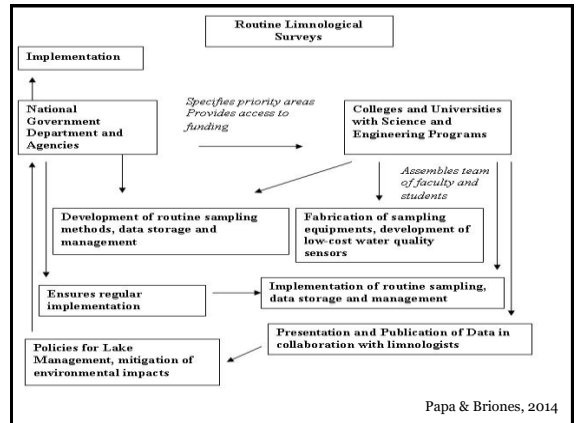 Routine Limnological
Surveys
Implementation
National
Government
Department and
Agencies
Specifies priority areas
Provides access to
funding
Colleges and Universities
with Science and
Engineering Programs
Assembles team
of faculty and
students
Development of routine sampling
methods, data storage and
management
Fabrication of sampling
equipments, development of
low-cost water quality
sensors
Ensures regular
implementation
Implementation of routine sampling,
data storage and management
Presentation and Publication of Data in
collaboration with limnologists
Policies for Lake
Management, mitigation of
environmental impacts
Papa & Briones, 2014